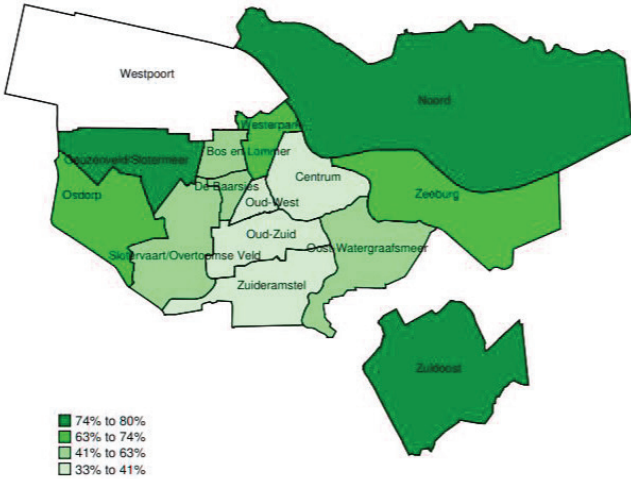 Westpoort
Noord
Westerpark
Geuzenveld/Slotermeer
Bos en Lommer
Centrum
De Baarsjes
Osdorp
Zeeburg
Oud-West
Oud-Zuid
Oost-Watergraafsmeer
Slotervaart/Overtoomse Veld
Zuideramstel
Zuidoost
74% to 80%
63% to 74%
41% to 63%
33% to 41%